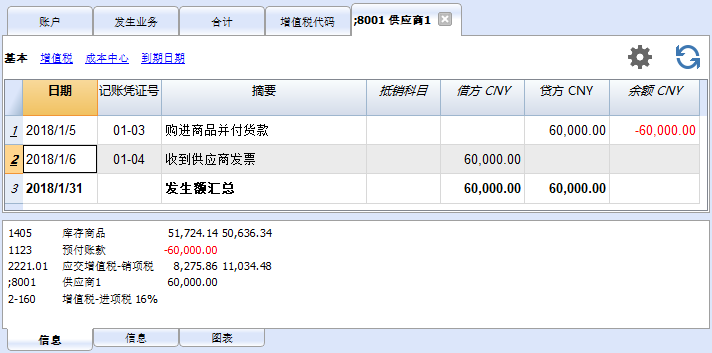 账户 发生业务 合计 增值税代码 ;8001 供应商1
基本 增值税 成本中心 到期日期
日期 记账凭证号 摘要 抵销科目 借方 CNY 贷方 CNY 余额 CNY
1 2018/1/5 01-03 购进商品并付货款 60,000.00 -60,000.00
2 2018/1/6 01-04 收到供应商发票 60,000.00
3 2018/1/31 发生额汇总 60,000.00 60,000.00
1405 库存商品 51,724.14 50,636.34
1123 预付账款 -60,000.00
2221.01 应交增值税-销项税 8,275.86 11,034.48
;8001 供应商1 60,000.00
2-160 增值税-进项税 16%
信息 信息 图表